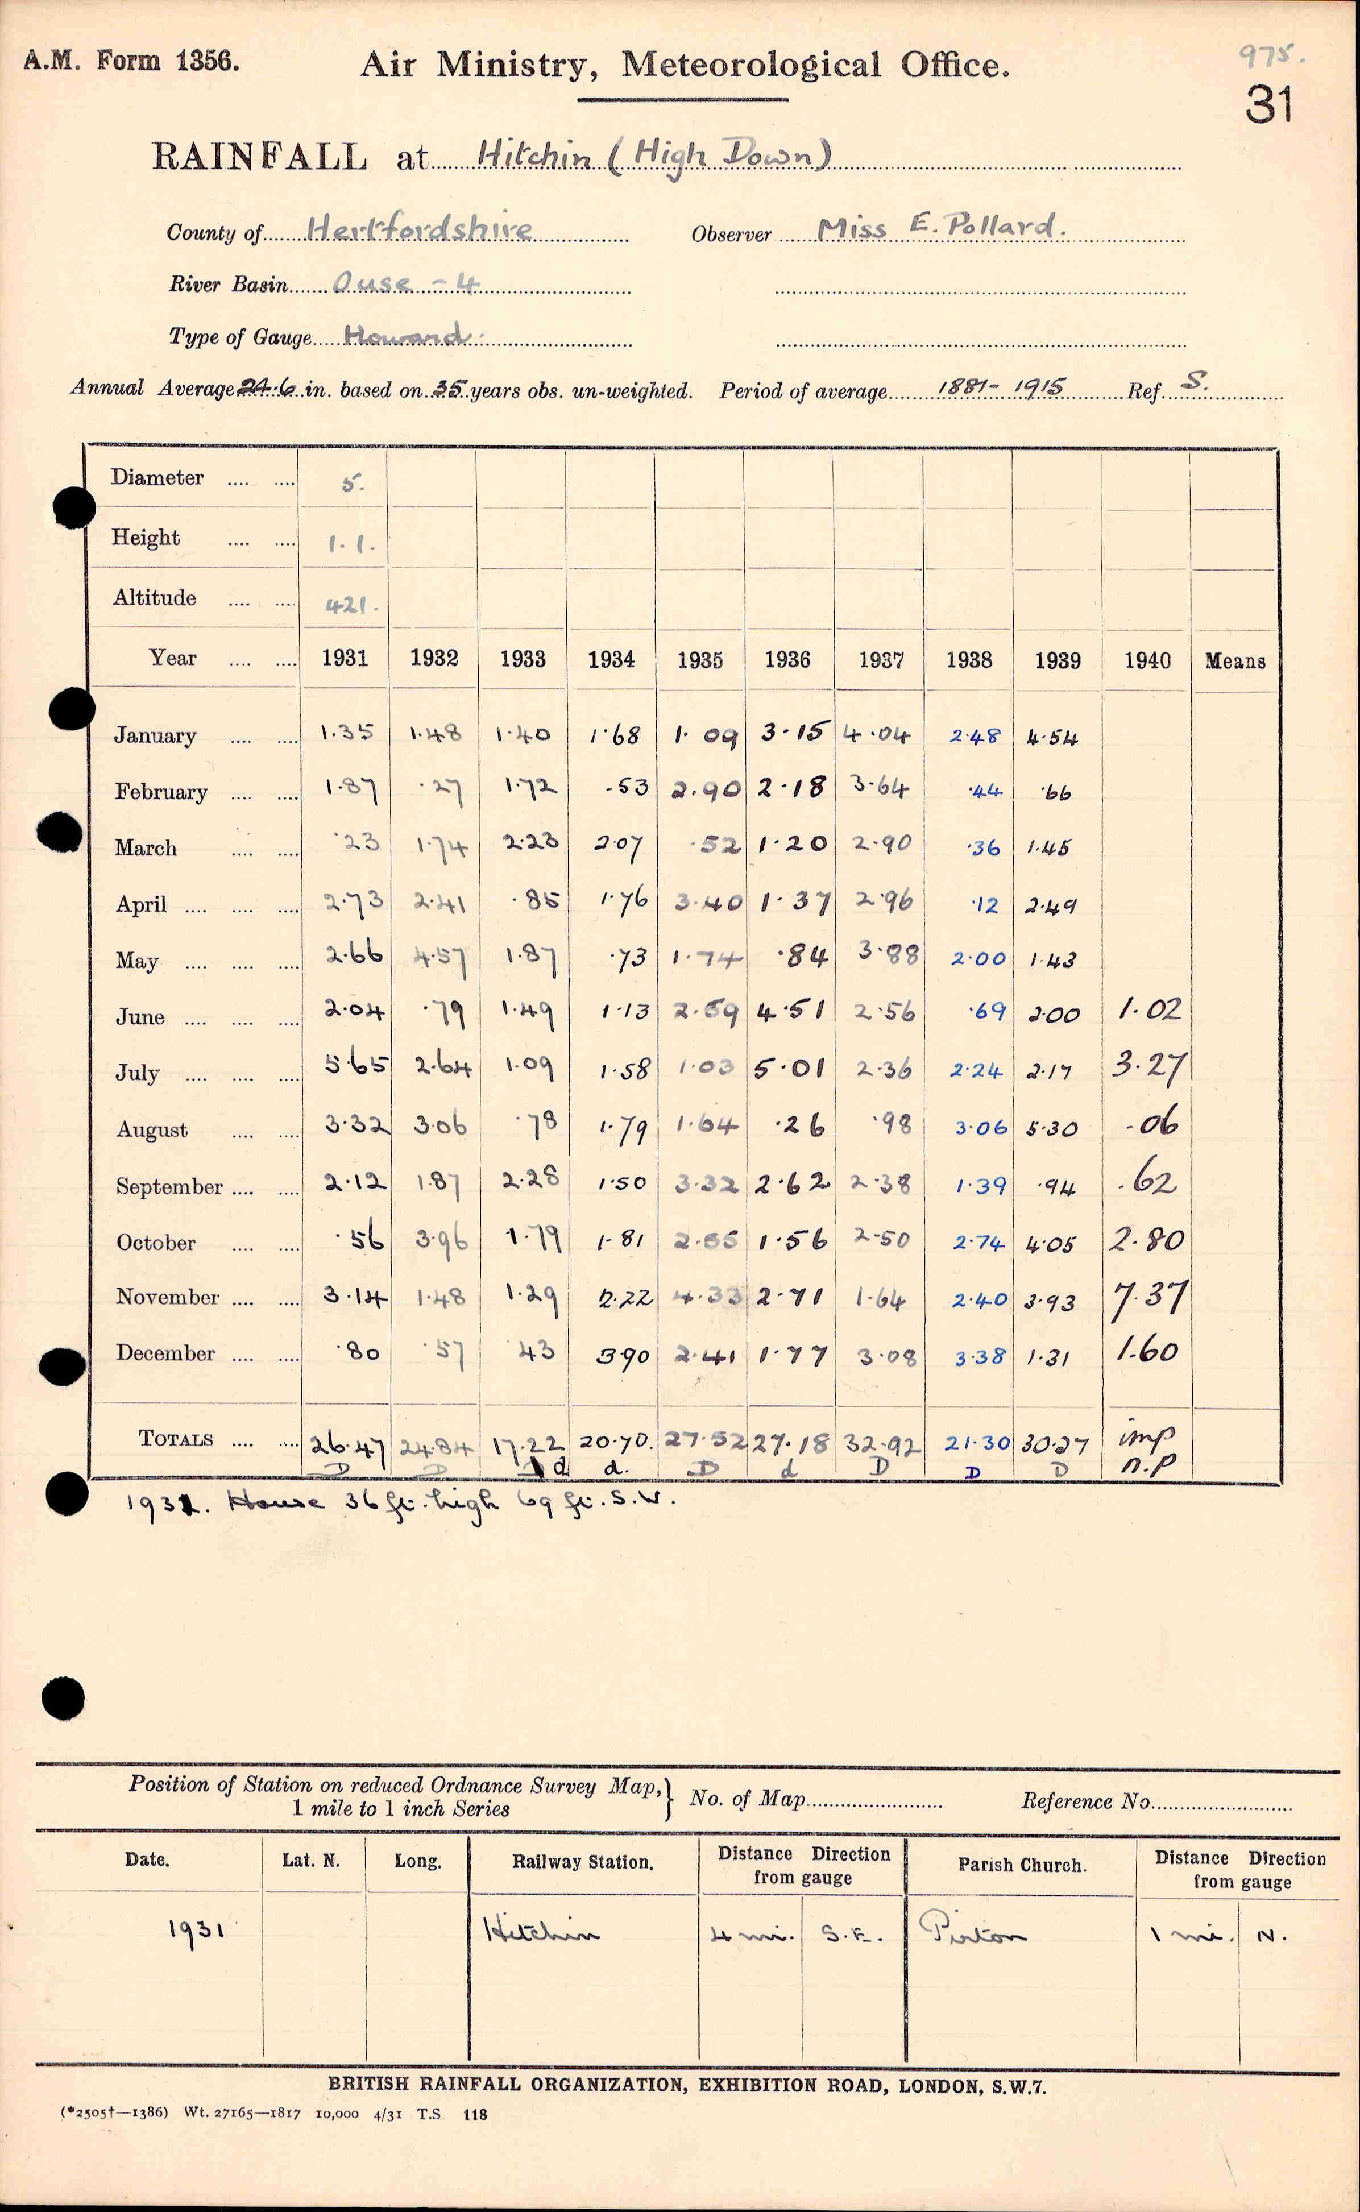 A.M. Form 1356. Air Ministry, Meteorological Office. 975.
31
RAINFALL at Hitchin (High Down)
County of Hertfordshire Observer Miss E. Pollard.
River Basin Ouse - 4
Type of Gauge Howard.
Annual Average 24.6 in. based on 35 years obs. un-weighted. Period of average 1881-1915 Ref. S.
Diameter .... .... 5.
Height .... .... 1.1.
Altitude .... .... 421.
Year .... .... 1931 1932 1933 1934 1935 1936 1937 1938 1939 1940 Means
January .... .... 1.35 1.48 1.40 1.68 1.09 3.15 4.04 2.48 4.54
February .... .... 1.87 .27 1.72 .53 2.90 2.18 3.64 .44 .66
March .... .... .23 1.74 2.23 2.07 .52 1.20 2.90 .36 1.45
April .... .... .... 2.73 2.41 .85 1.76 3.40 1.37 2.96 .12 2.49
May .... .... .... 2.66 4.57 1.87 .73 1.74 .84 3.88 2.00 1.43
June .... .... .... 2.04 .79 1.49 1.13 2.59 4.51 2.56 .69 2.00 1.02
July .... .... .... 5.65 2.64 1.09 1.58 1.03 5.01 2.36 2.24 2.17 3.27
August .... .... 3.32 3.06 .78 1.79 1.64 .26 .98 3.06 5.30 .06
September .... .... 2.12 1.87 2.28 1.50 3.32 2.62 2.38 1.39 .94 .62
October .... .... .56 3.96 1.79 1.81 2.55 1.56 2.50 2.74 4.05 2.80
November .... .... 3.14 1.48 1.29 2.22 4.33 2.71 1.64 2.40 3.93 7.37
December .... .... .80 .57 .43 3.90 2.41 1.77 3.08 3.38 1.31 1.60
TOTALS .... .... 26.47 24.84 17.22 20.70. 27.52 27.18 32.92 21.30 30.27 imp
D D d d. D d D D D n.p
1931. House 36 ft. high 69 ft. S.W.
Position of Station on reduced Ordnance Survey Map, } No. of Map Reference No.
1 mile to 1 inch Series
Date. Lat. N. Long. Railway Station. Distance Direction from gauge Parish Church. Distance Direction from gauge
1931 Hitchin 4 mi. S.E. Pirton 1 mi. N.
BRITISH RAINFALL ORGANIZATION, EXHIBITION ROAD, LONDON, S.W.7.
(*2505†—1386) Wt. 27165—1817 10,000 4/31 T.S. 118